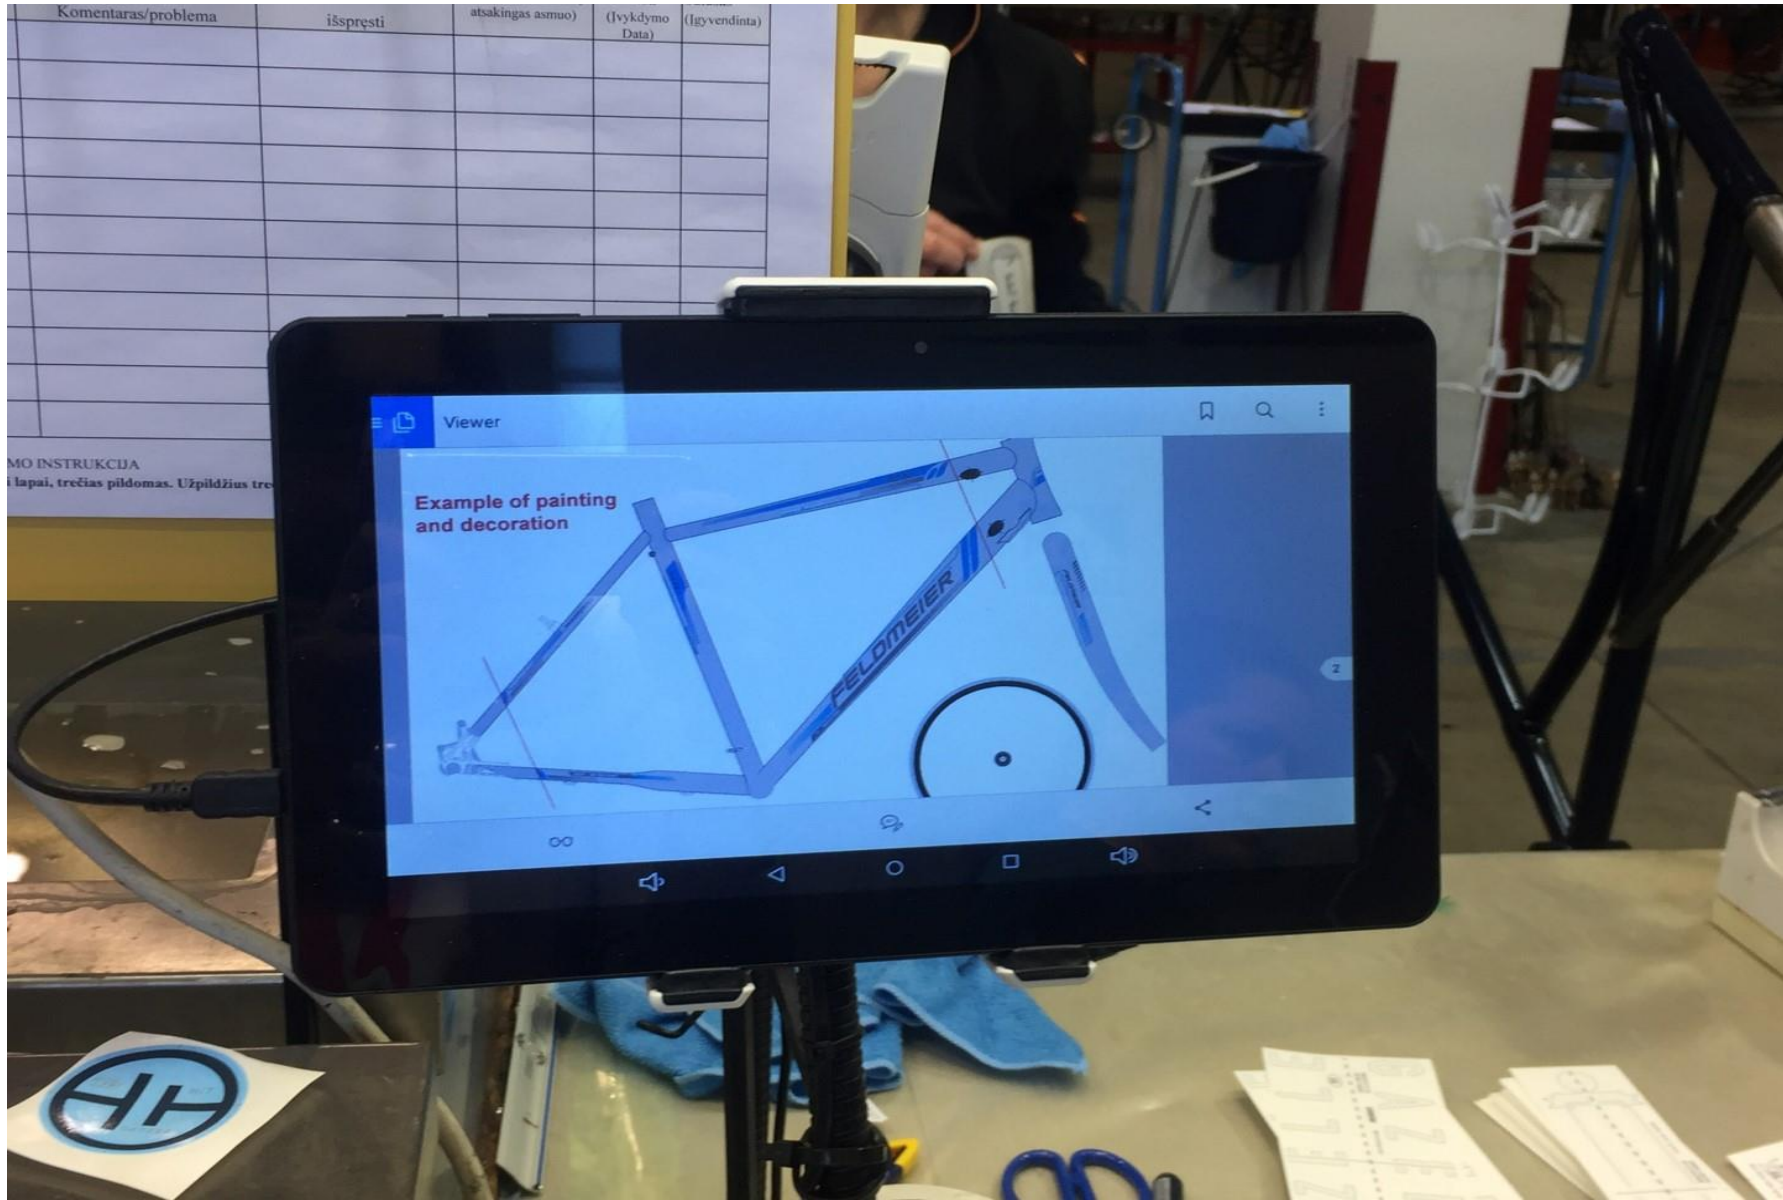 Komentaras/problema
išspręsti
atsakingas asmuo)
(Įvykdymo
Data)
(Įgyvendinta)
MO INSTRUKCIJA
i lapai, trečias pildomas. Užpildžius tre
Viewer
Example of painting
and decoration
FELDMEIER
2